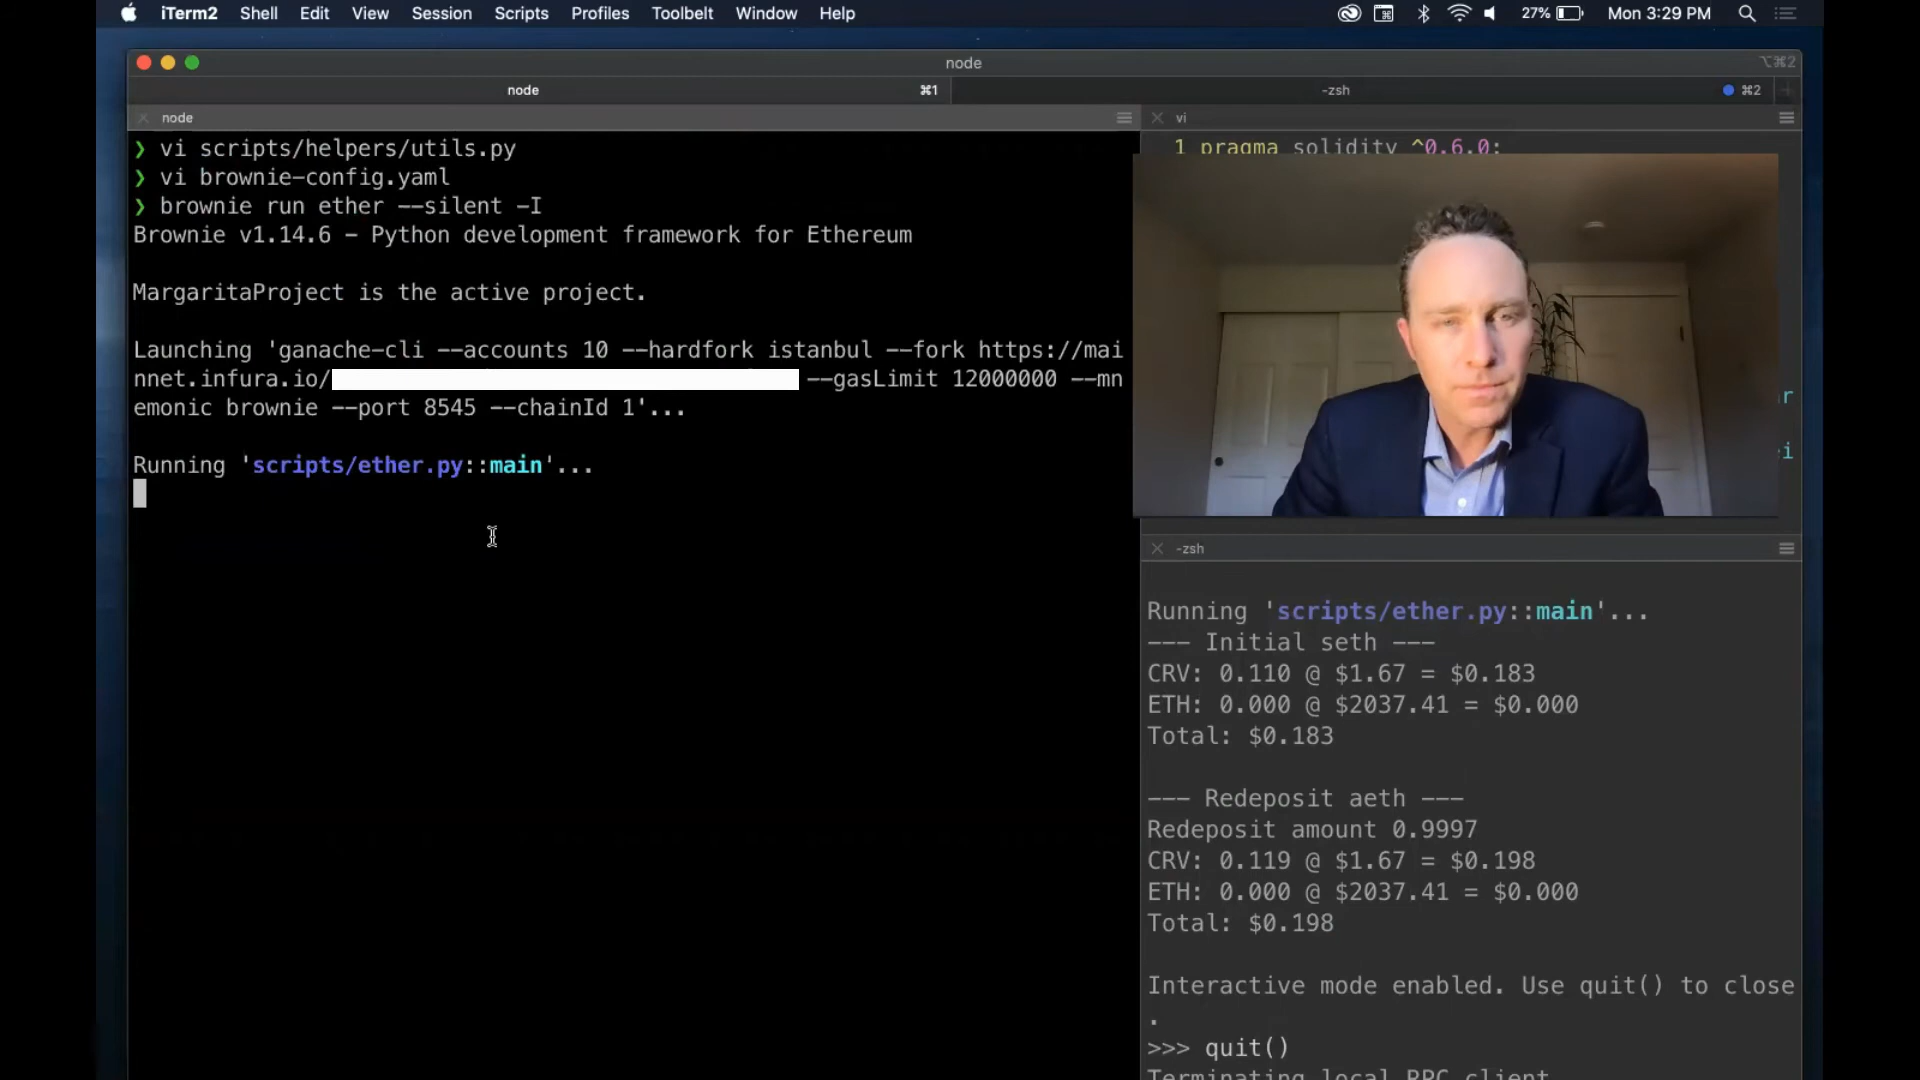 iTerm2 Shell Edit View Session Scripts Profiles Toolbelt Window Help 27% Mon 3:29 PM
node ⌥⌘2
node ⌘1 -zsh ⌘2
node
❯ vi scripts/helpers/utils.py
❯ vi brownie-config.yaml
❯ brownie run ether --silent -I
Brownie v1.14.6 - Python development framework for Ethereum
MargaritaProject is the active project.
Launching 'ganache-cli --accounts 10 --hardfork istanbul --fork https://mai
nnet.infura.io/ --gasLimit 12000000 --mn
emonic brownie --port 8545 --chainId 1'...
Running 'scripts/ether.py::main'...
vi
1 pragma solidity ^0.6.0;
r
ei
-zsh
Running 'scripts/ether.py::main'...
--- Initial seth ---
CRV: 0.110 @ $1.67 = $0.183
ETH: 0.000 @ $2037.41 = $0.000
Total: $0.183
--- Redeposit aeth ---
Redeposit amount 0.9997
CRV: 0.119 @ $1.67 = $0.198
ETH: 0.000 @ $2037.41 = $0.000
Total: $0.198
Interactive mode enabled. Use quit() to close
.
>>> quit()
Terminating local RPC client